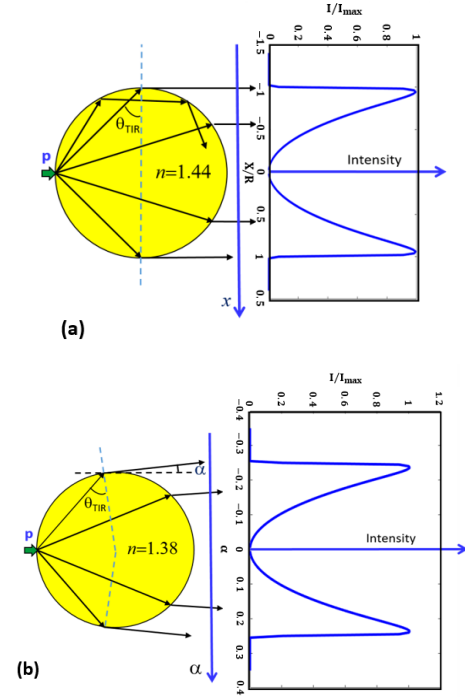 I/Imax
0 0.2 0.4 0.6 0.8 1
−1.5
−1
−0.5
0
0.5
1
0.5
X/R
Intensity
p
θTIR
n=1.44
x
(a)
I/Imax
0 0.2 0.4 0.6 0.8 1 1.2
−0.4
−0.3
−0.2
−0.1
0
0.1
0.2
0.3
0.4
α
Intensity
α
p
θTIR
n=1.38
α
(b)